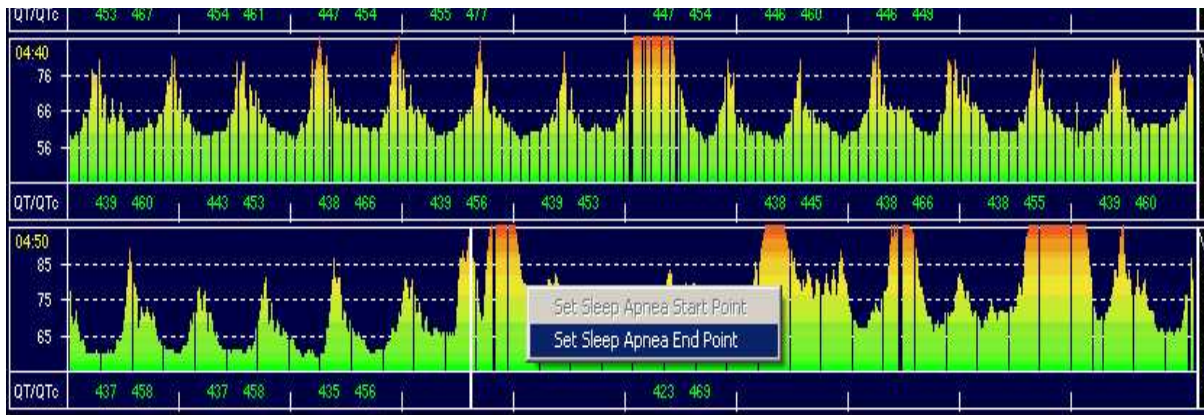 QT/QTc 453 467 454 461 447 454 455 477 447 454 446 460 446 449
04:40
76
66
56
QT/QTc 439 460 443 453 438 466 439 456 439 453 438 445 438 466 438 455 439 460
04:50
85
75
65
Set Sleep Apnea Start Point
Set Sleep Apnea End Point
QT/QTc 437 458 437 458 435 456 423 469